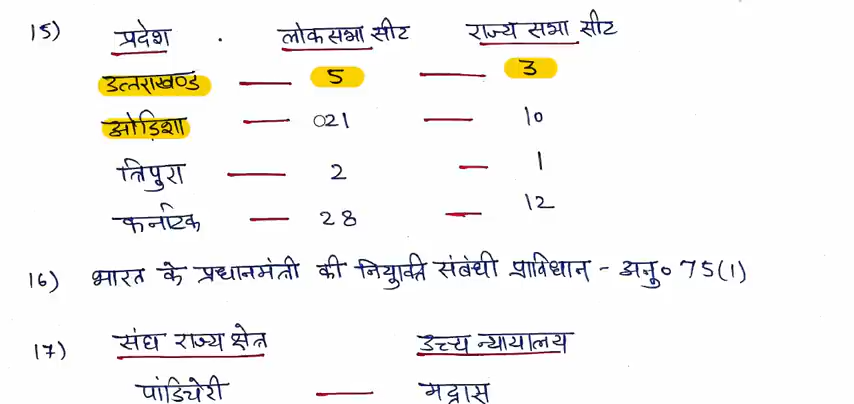 15) प्रदेश . लोकसभा सीट राज्य सभा सीट
उत्तराखण्ड — 5 — 3
ओड़िशा — 021 — 10
त्रिपुरा — 2 — 1
कर्नाटक — 28 — 12
16) भारत के प्रधानमंत्री की नियुक्ति संबंधी प्राविधान - अनु० 75(1)
17) संघ राज्य क्षेत्र उच्च न्यायालय
पांडिचेरी — मद्रास